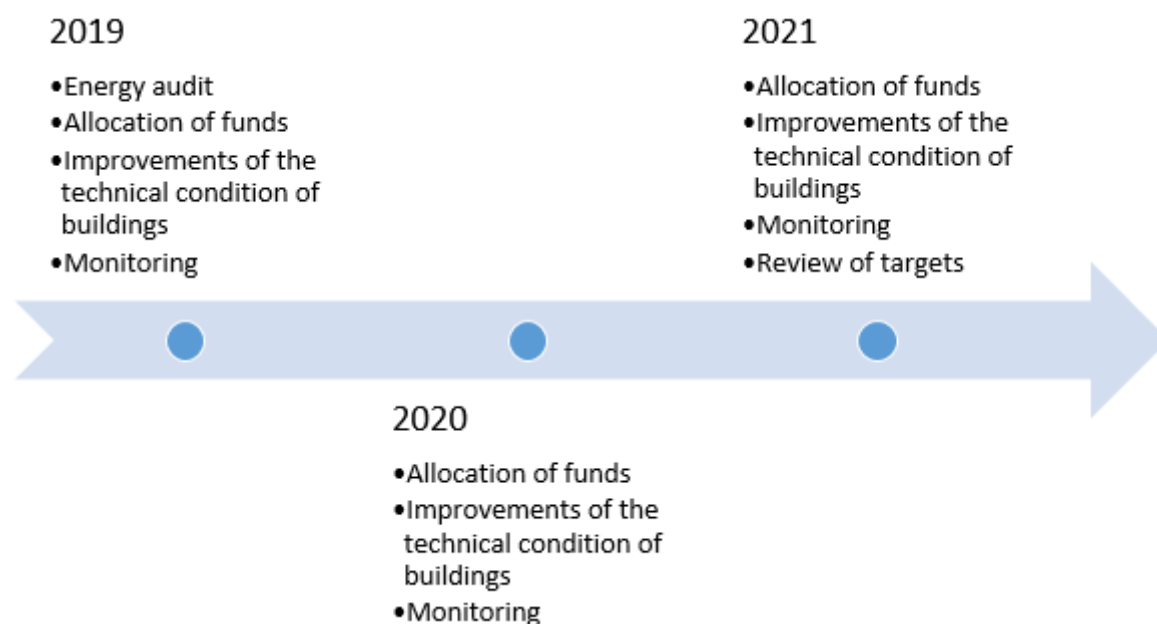 2019
•Energy audit
•Allocation of funds
•Improvements of the
technical condition of
buildings
•Monitoring
2020
•Allocation of funds
•Improvements of the
technical condition of
buildings
•Monitoring
2021
•Allocation of funds
•Improvements of the
technical condition of
buildings
•Monitoring
•Review of targets